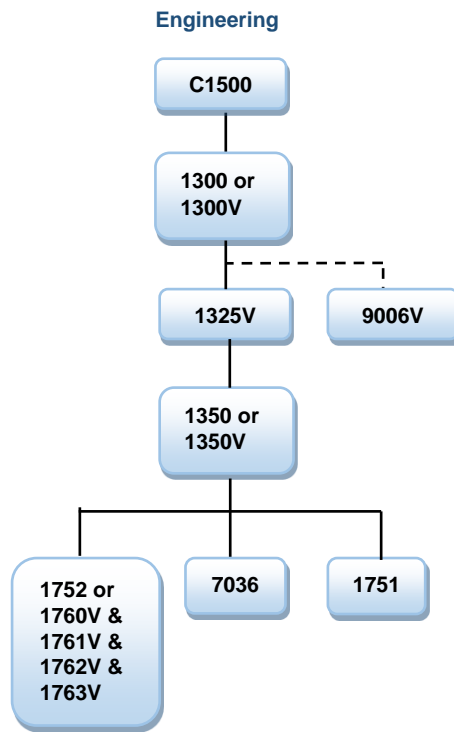 Engineering
C1500
1300 or
1300V
1325V
9006V
1350 or
1350V
1752 or
1760V &
1761V &
1762V &
1763V
7036
1751